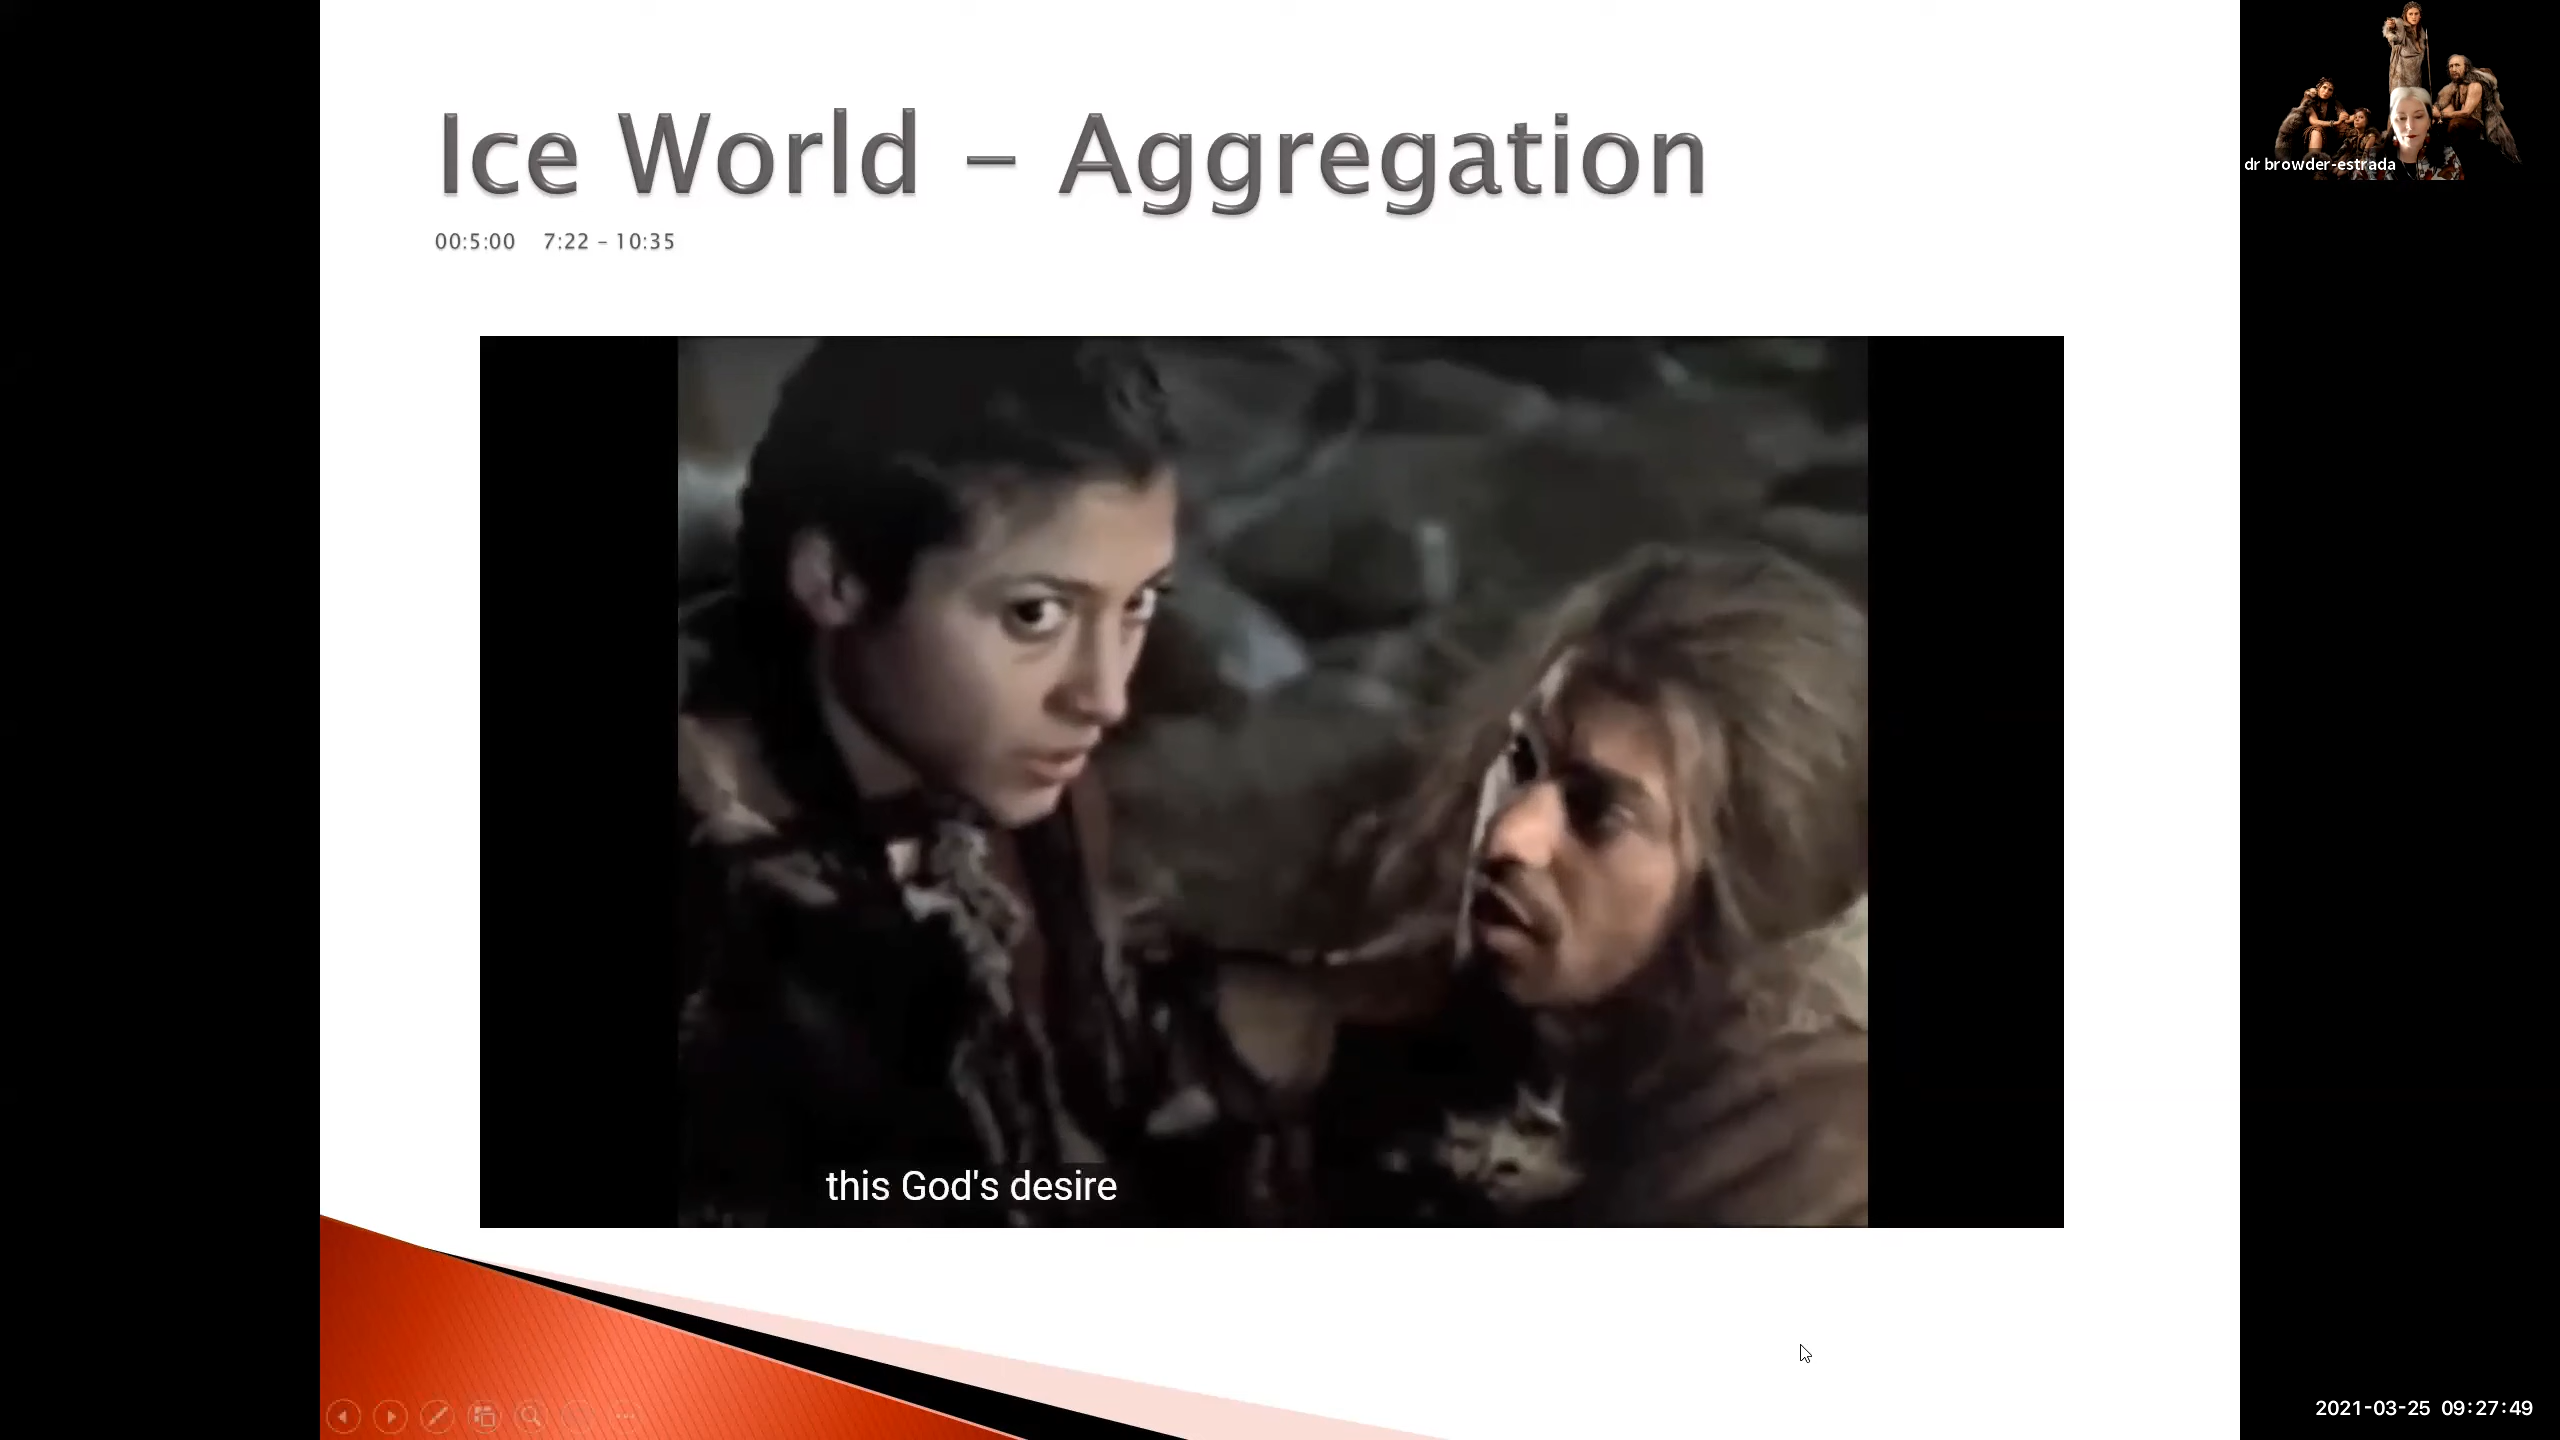 Ice World – Aggregation
00:5:00 7:22 – 10:35
dr browder-estrada
this God's desire
2021-03-25 09:27:49